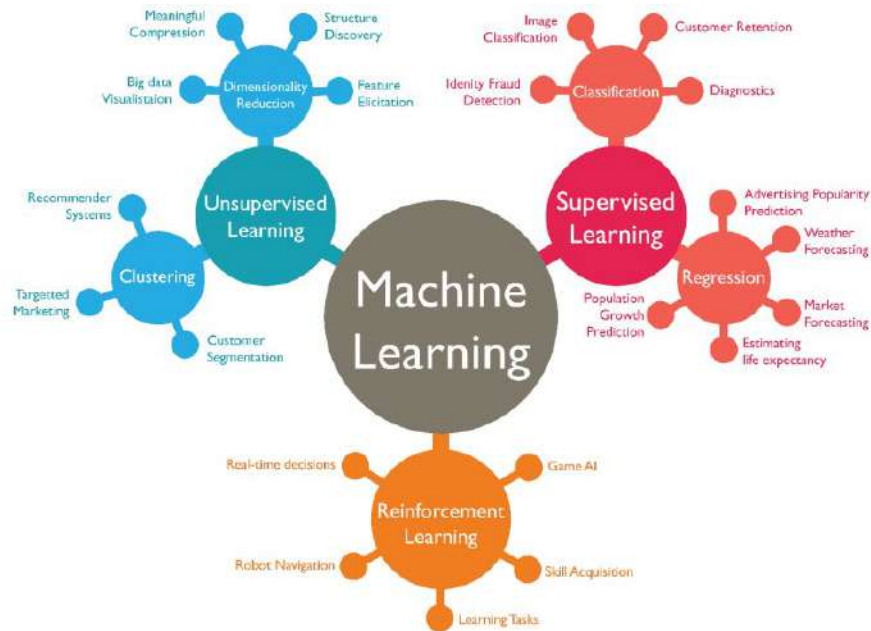 Meaningful
Compression
Structure
Discovery
Big data
Visualistaion
Dimensionality
Reduction
Feature
Elicitation
Image
Classification
Customer Retention
Idenity Fraud
Detection
Classification
Diagnostics
Unsupervised
Learning
Supervised
Learning
Recommender
Systems
Clustering
Targetted
Marketing
Customer
Segmentation
Machine
Learning
Advertising Popularity
Prediction
Weather
Forecasting
Regression
Population
Growth
Prediction
Market
Forecasting
Estimating
life expectancy
Real-time decisions
Game AI
Reinforcement
Learning
Robot Navigation
Skill Acquisition
Learning Tasks